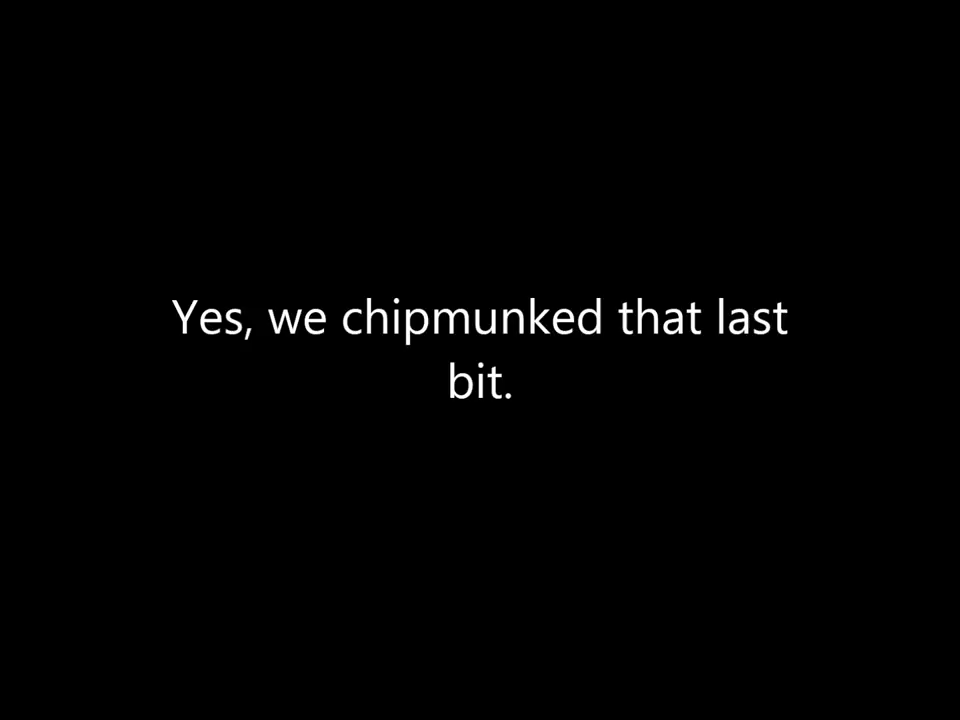 Yes, we chipmunked that last
bit.